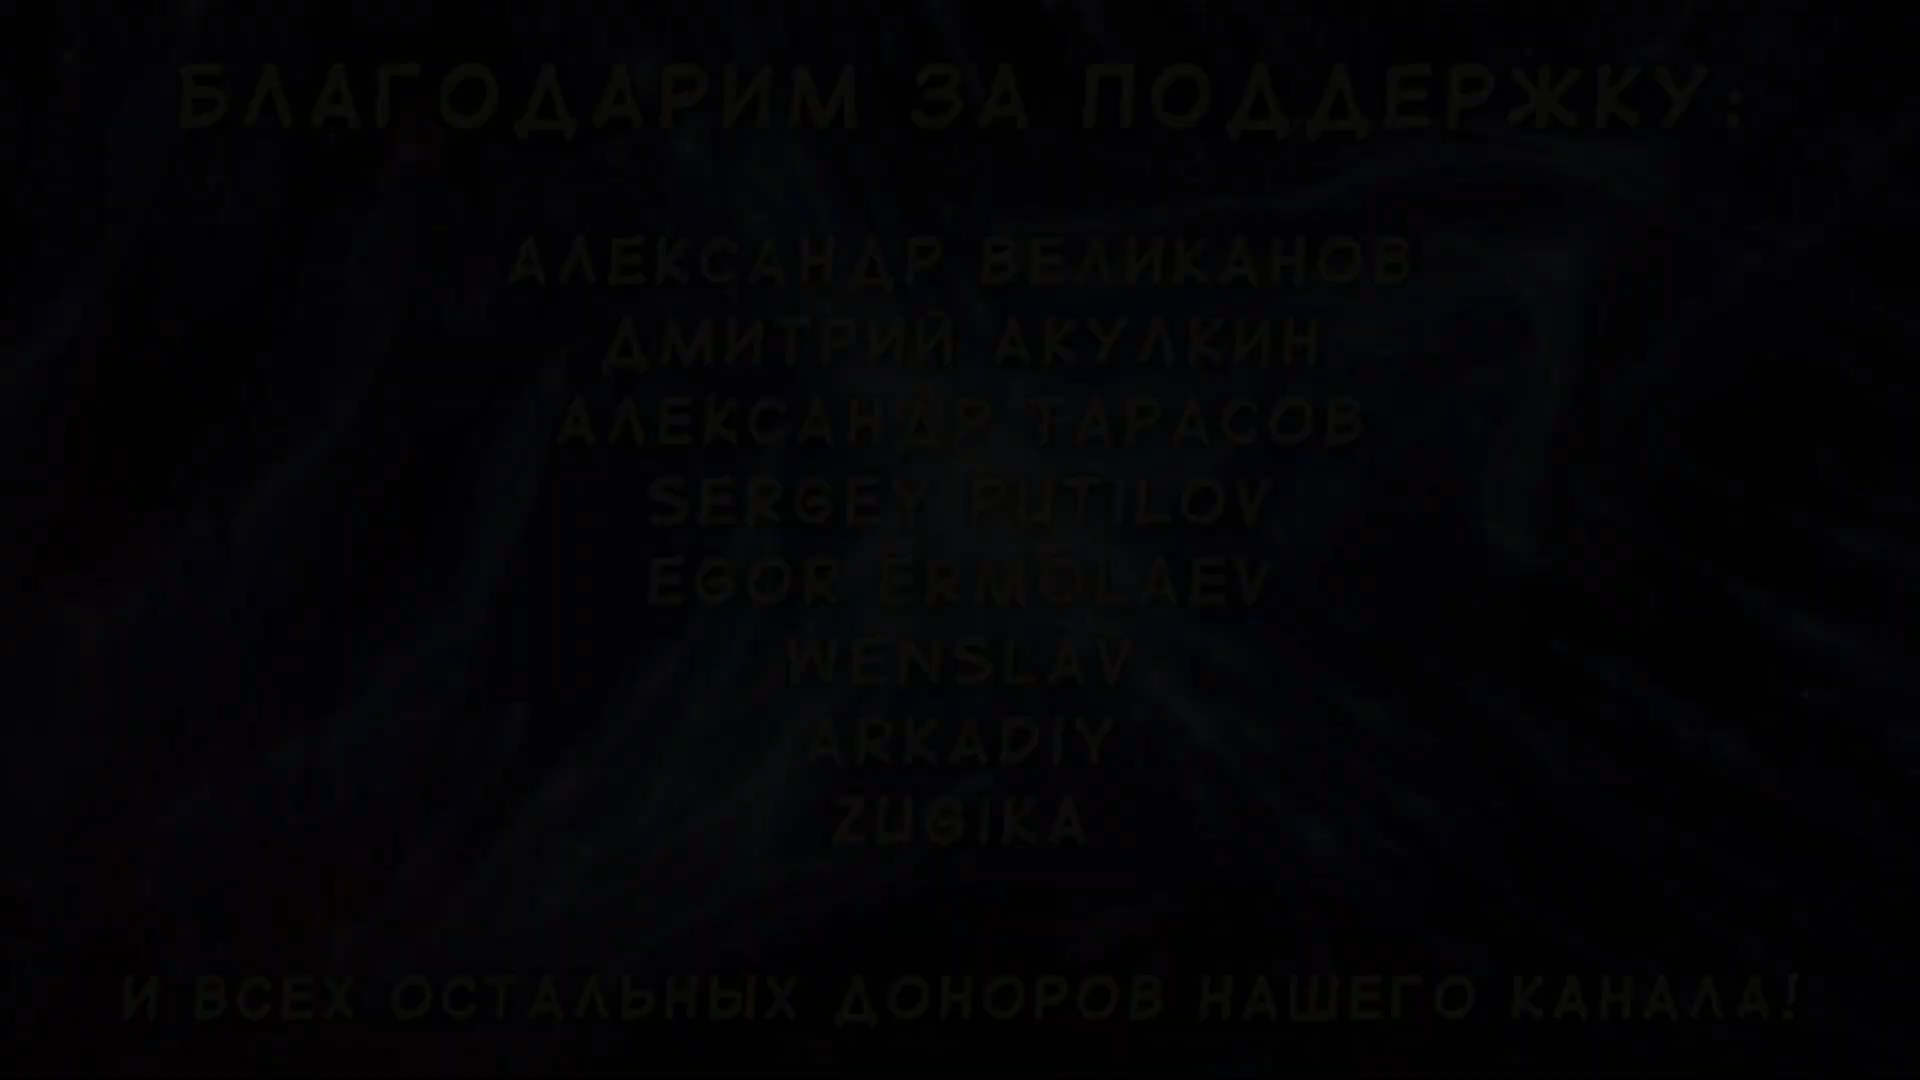 БЛАГОДАРИМ ЗА ПОДДЕРЖКУ:
АЛЕКСАНДР ВЕЛИКАНОВ
ДМИТРИЙ АКУЛКИН
АЛЕКСАНДР ТАРАСОВ
SERGEY PUTILOV
EGOR ERMOLAEV
WENSLAV
ARKADIY
ZUGIKA
И ВСЕХ ОСТАЛЬНЫХ ДОНОРОВ НАШЕГО КАНАЛА!